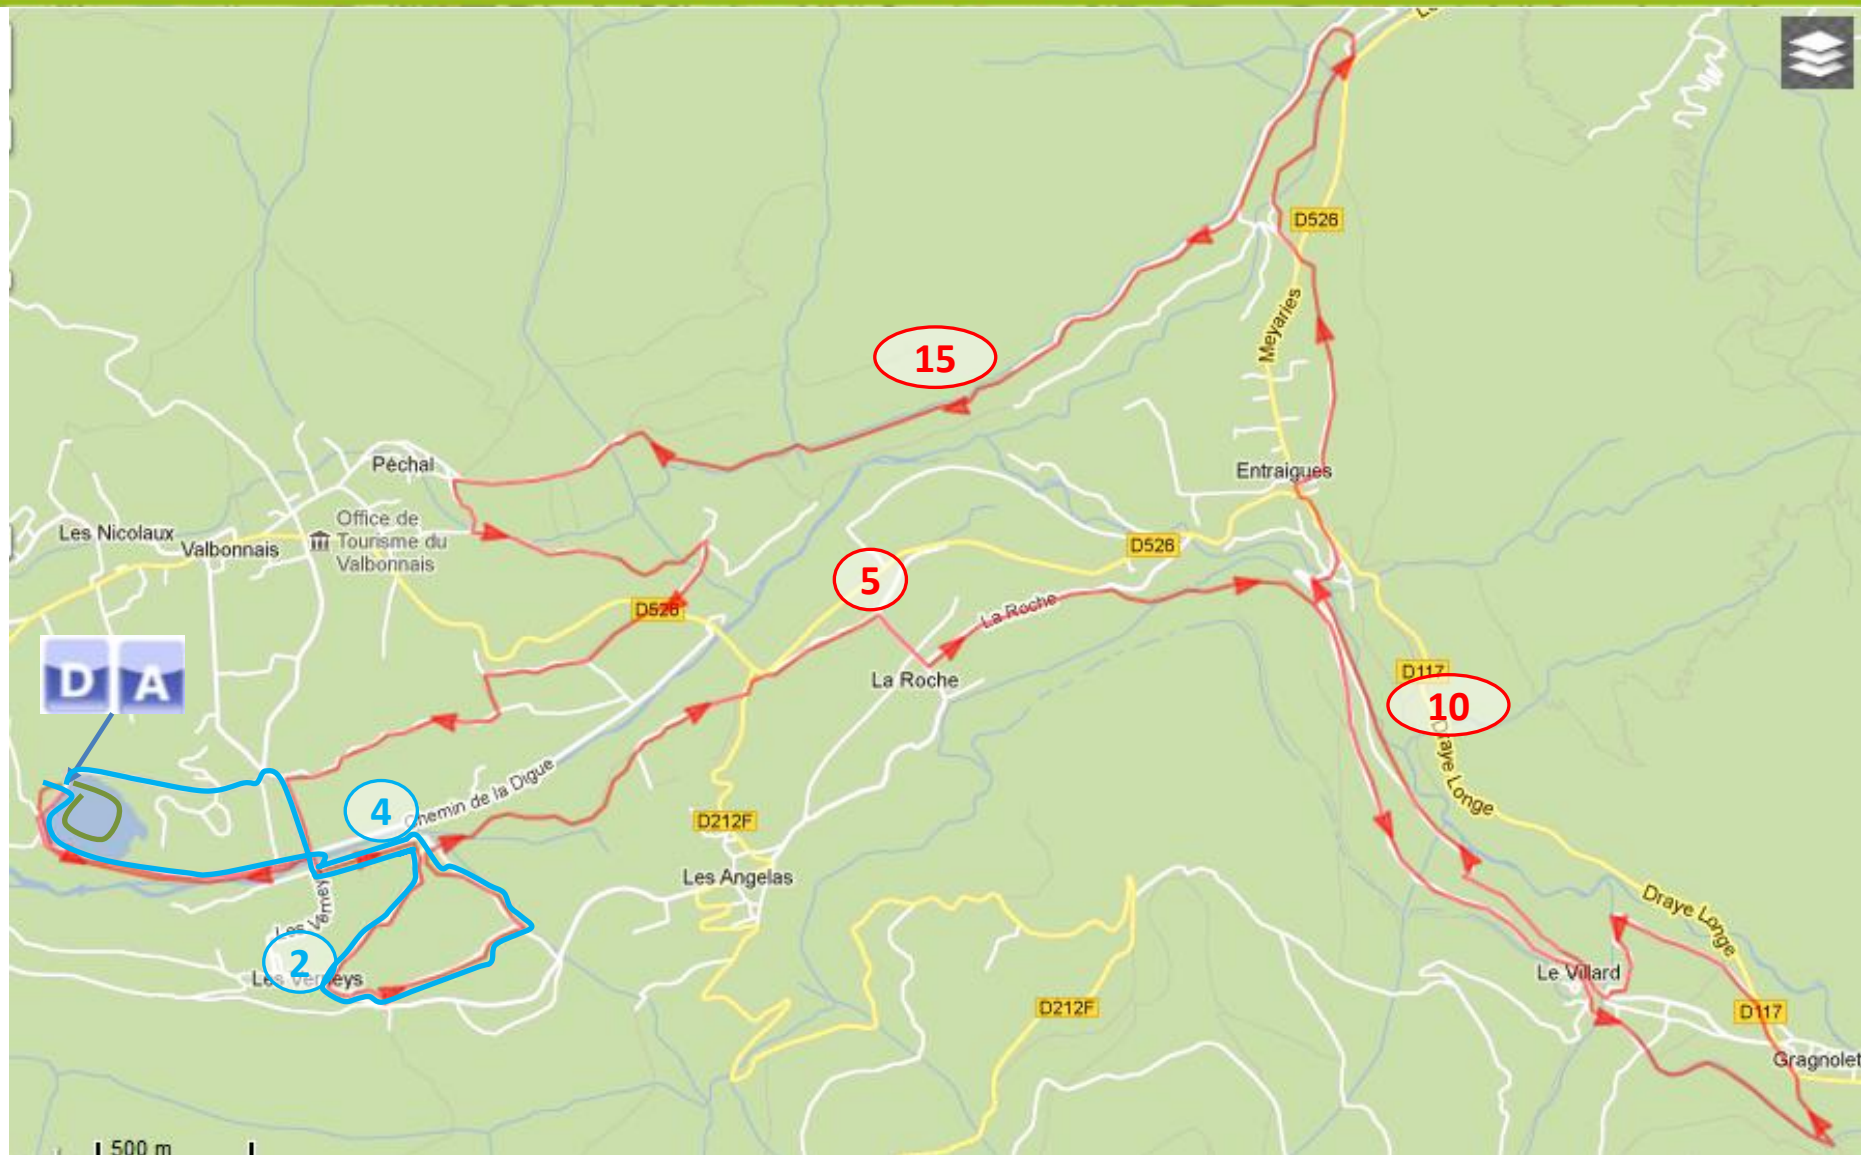 D526
15
Meyaries
Péchal
Entraigues
Office de
Tourisme du
Valbonnais
Les Nicolaux
Valbonnais
D526
5
La Roche
D526
La Roche
D117
10
D A
Draye Longe
Chemin de la Digue
4
D212F
Les Angelas
Draye Longe
2
Le Villard
D212F
D117
Gragnolet
500 m